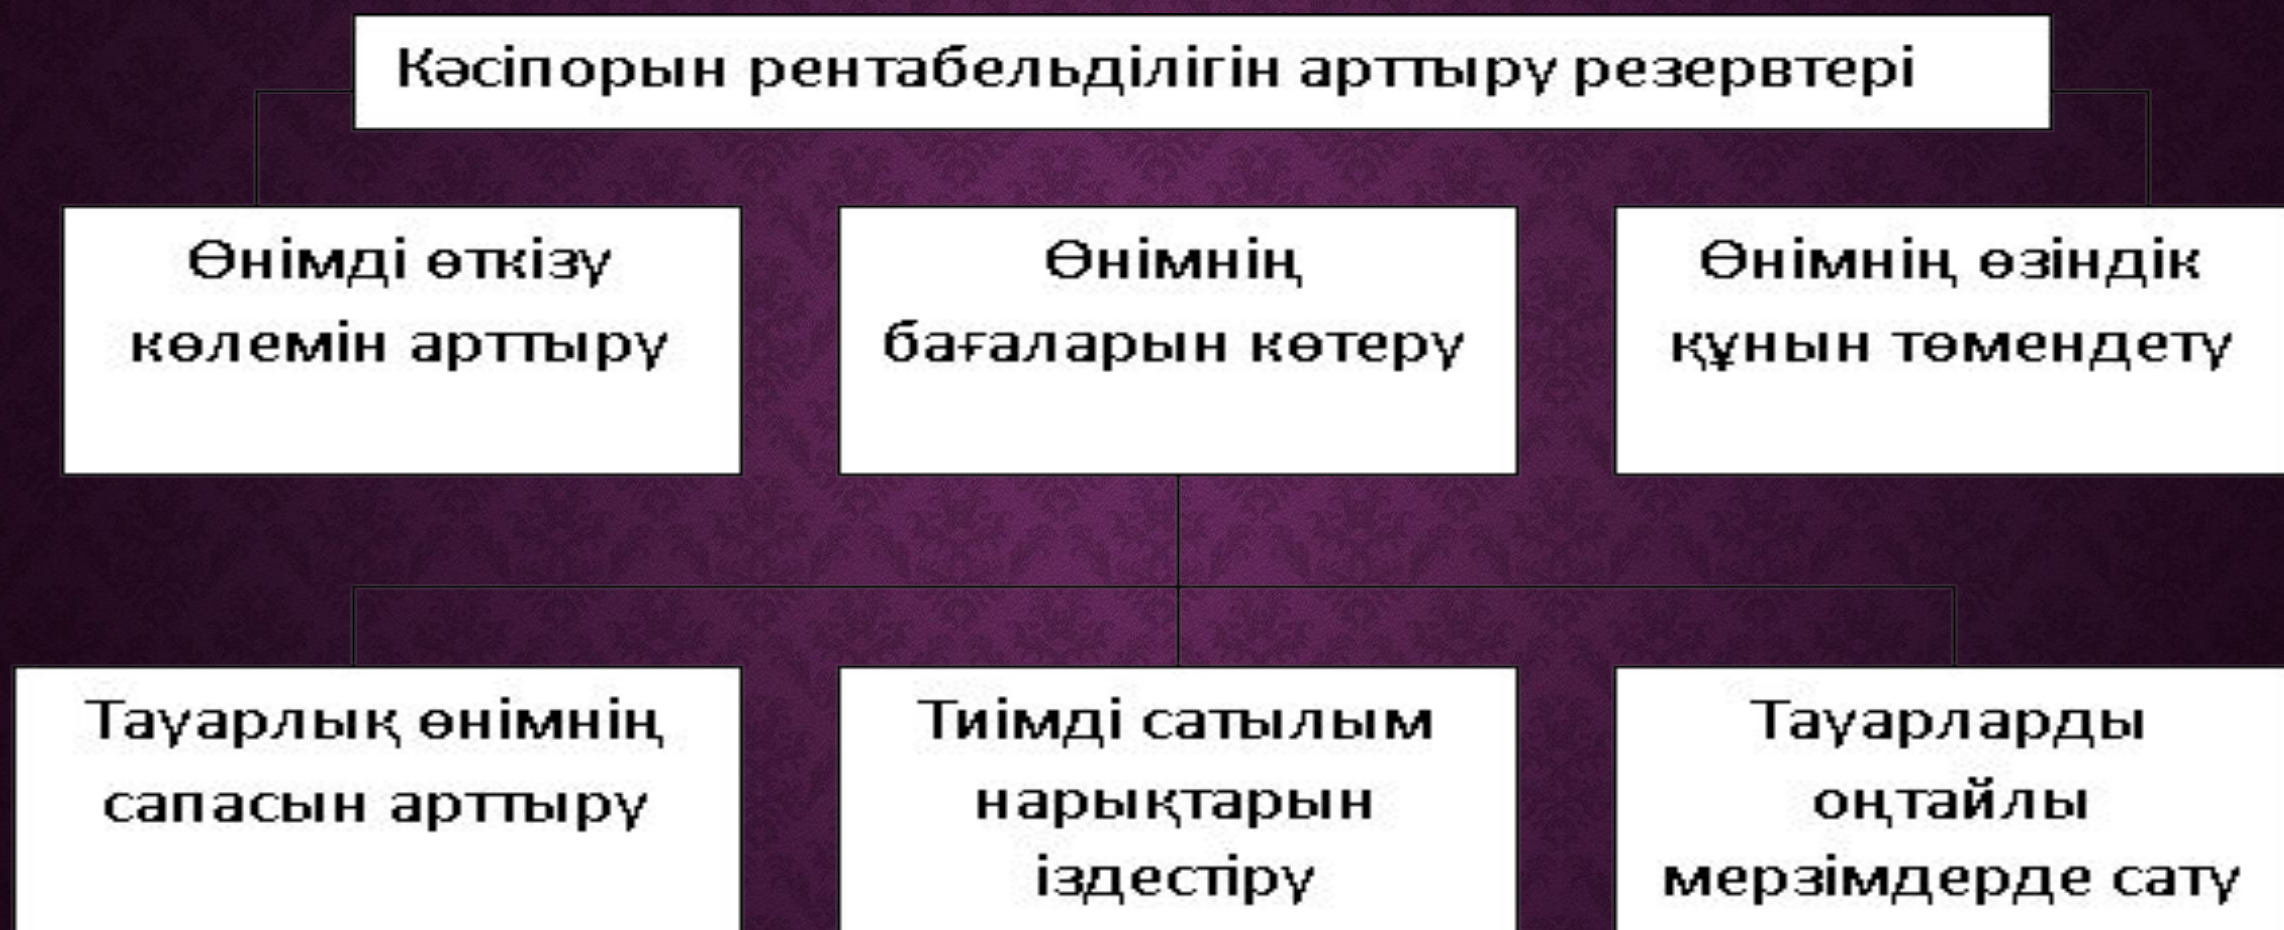 Кәсіпорын рентабельділігін арттыру резервтері
Өнімді өткізу
көлемін арттыру
Өнімнің
бағаларын көтеру
Өнімнің өзіндік
құнын төмендету
Тауарлық өнімнің
сапасын арттыру
Тиімді сатылым
нарықтарын
іздестіру
Тауарларды
оңтайлы
мерзімдерде сату